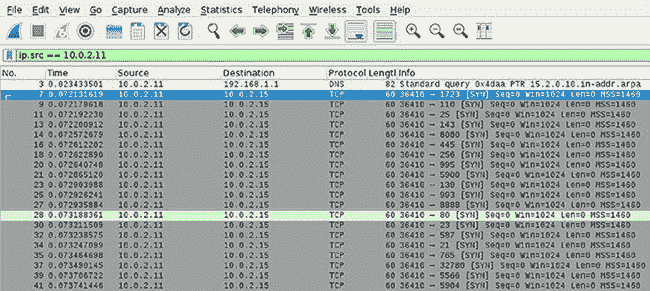 File Edit View Go Capture Analyze Statistics Telephony Wireless Tools Help
ip.src == 10.0.2.11
No. Time Source Destination Protocol Lengtl Info
3 0.023433501 10.0.2.11 192.168.1.1 DNS 82 Standard query 0x4daa PTR 15.2.0.10.in-addr.arpa
7 0.072131619 10.0.2.11 10.0.2.15 TCP 60 36410 → 1723 [SYN] Seq=0 Win=1024 Len=0 MSS=1460
9 0.072179618 10.0.2.11 10.0.2.15 TCP 60 36410 → 110 [SYN] Seq=0 Win=1024 Len=0 MSS=1460
11 0.072192230 10.0.2.11 10.0.2.15 TCP 60 36410 → 25 [SYN] Seq=0 Win=1024 Len=0 MSS=1460
13 0.072200912 10.0.2.11 10.0.2.15 TCP 60 36410 → 143 [SYN] Seq=0 Win=1024 Len=0 MSS=1460
14 0.072572679 10.0.2.11 10.0.2.15 TCP 60 36410 → 8080 [SYN] Seq=0 Win=1024 Len=0 MSS=1460
16 0.072612202 10.0.2.11 10.0.2.15 TCP 60 36410 → 445 [SYN] Seq=0 Win=1024 Len=0 MSS=1460
18 0.072622890 10.0.2.11 10.0.2.15 TCP 60 36410 → 256 [SYN] Seq=0 Win=1024 Len=0 MSS=1460
20 0.072640740 10.0.2.11 10.0.2.15 TCP 60 36410 → 995 [SYN] Seq=0 Win=1024 Len=0 MSS=1460
21 0.072865120 10.0.2.11 10.0.2.15 TCP 60 36410 → 5900 [SYN] Seq=0 Win=1024 Len=0 MSS=1460
23 0.072903988 10.0.2.11 10.0.2.15 TCP 60 36410 → 139 [SYN] Seq=0 Win=1024 Len=0 MSS=1460
25 0.072926241 10.0.2.11 10.0.2.15 TCP 60 36410 → 993 [SYN] Seq=0 Win=1024 Len=0 MSS=1460
27 0.072935884 10.0.2.11 10.0.2.15 TCP 60 36410 → 8888 [SYN] Seq=0 Win=1024 Len=0 MSS=1460
28 0.073188361 10.0.2.11 10.0.2.15 TCP 60 36410 → 80 [SYN] Seq=0 Win=1024 Len=0 MSS=1460
30 0.073211509 10.0.2.11 10.0.2.15 TCP 60 36410 → 23 [SYN] Seq=0 Win=1024 Len=0 MSS=1460
32 0.073238575 10.0.2.11 10.0.2.15 TCP 60 36410 → 587 [SYN] Seq=0 Win=1024 Len=0 MSS=1460
34 0.073247099 10.0.2.11 10.0.2.15 TCP 60 36410 → 21 [SYN] Seq=0 Win=1024 Len=0 MSS=1460
35 0.073464698 10.0.2.11 10.0.2.15 TCP 60 36410 → 765 [SYN] Seq=0 Win=1024 Len=0 MSS=1460
37 0.073490145 10.0.2.11 10.0.2.15 TCP 60 36410 → 32780 [SYN] Seq=0 Win=1024 Len=0 MSS=1460
39 0.073706722 10.0.2.11 10.0.2.15 TCP 60 36410 → 5566 [SYN] Seq=0 Win=1024 Len=0 MSS=1460
41 0.073741446 10.0.2.11 10.0.2.15 TCP 60 36410 → 5904 [SYN] Seq=0 Win=1024 Len=0 MSS=1460